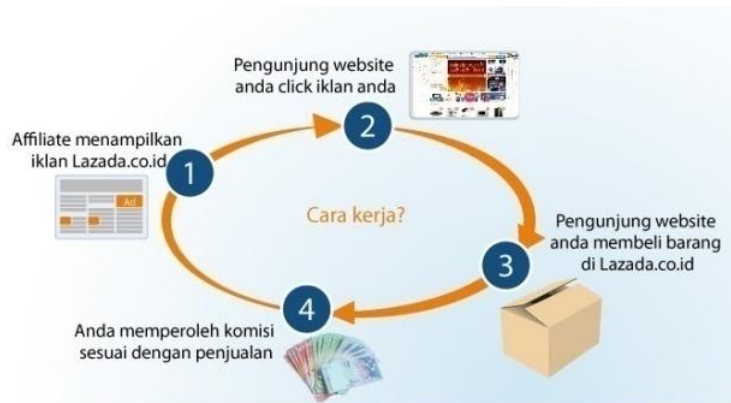 Affiliate menampilkan
iklan Lazada.co.id
Ad
1
Pengunjung website
anda click iklan anda
2
Cara kerja?
Pengunjung website
anda membeli barang
di Lazada.co.id
3
4
Anda memperoleh komisi
sesuai dengan penjualan